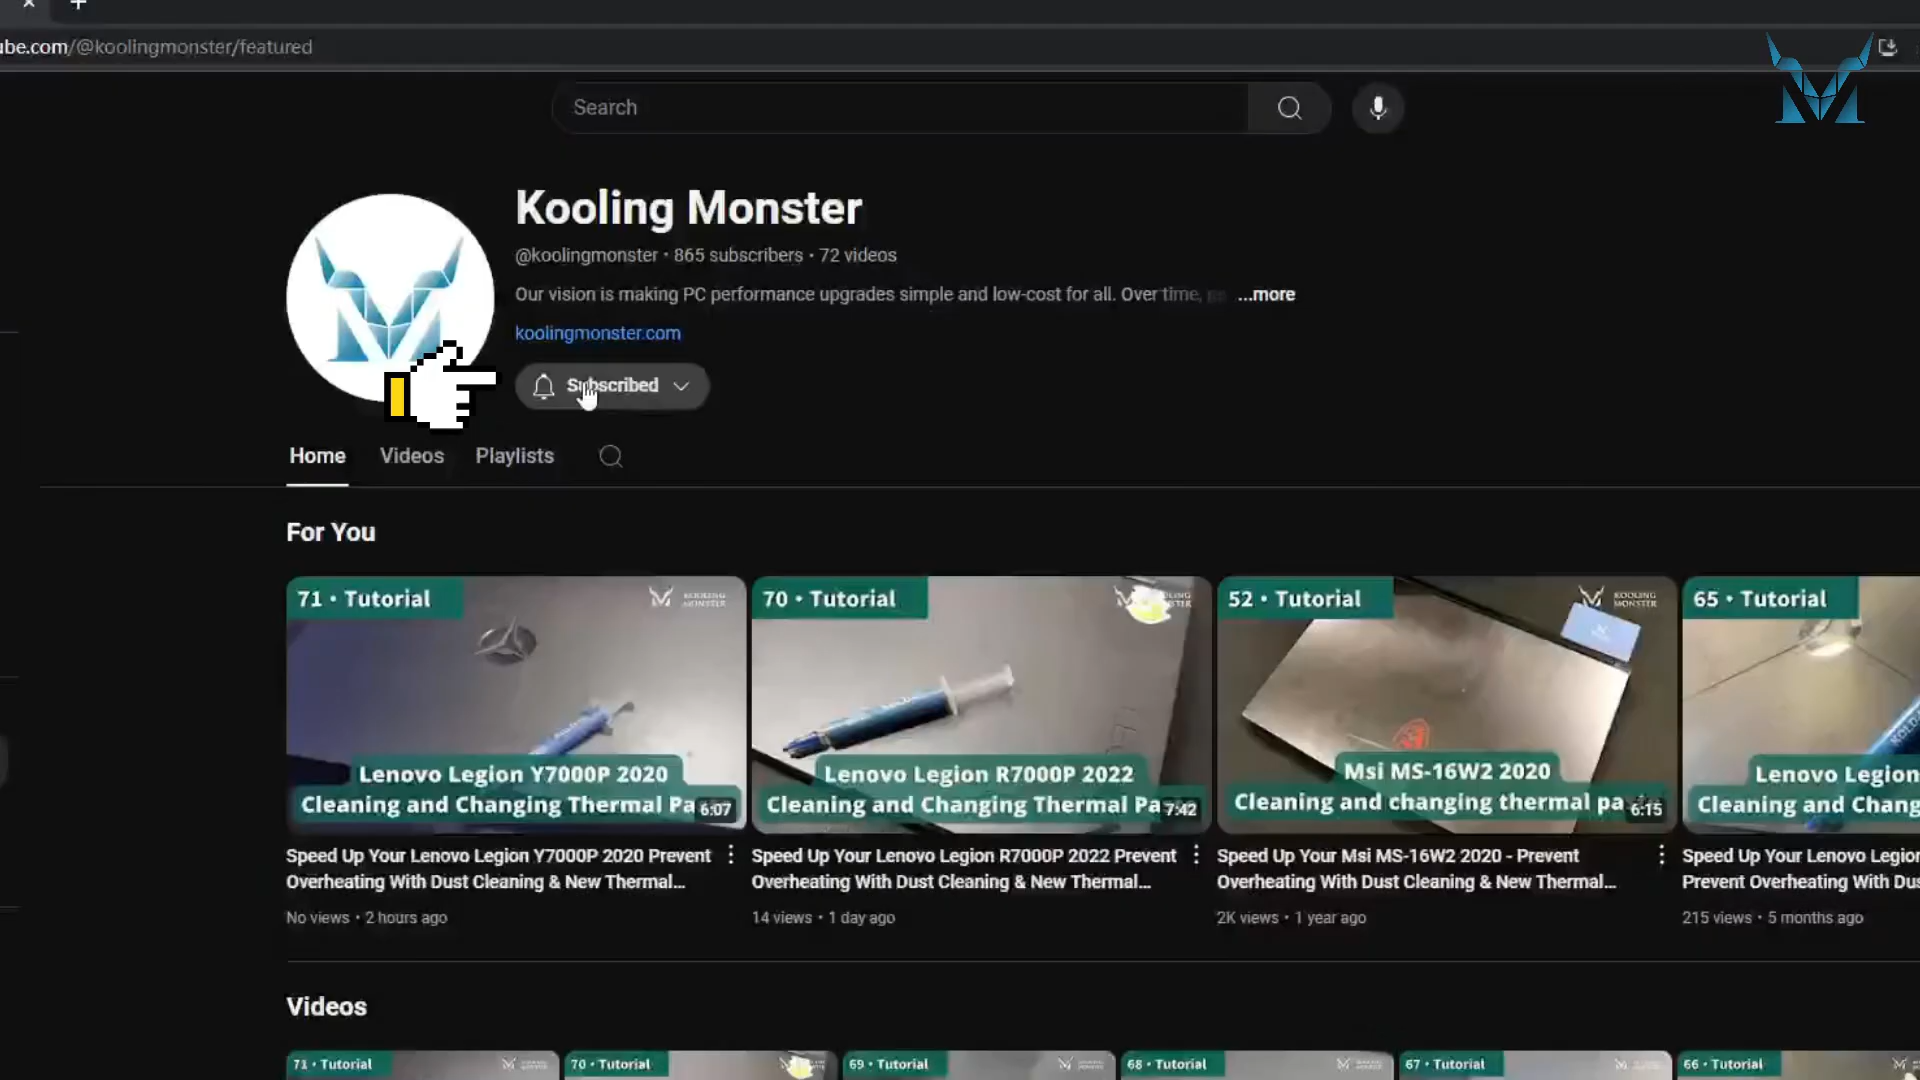 ube.com/@koolingmonster/featured
Search
Kooling Monster
@koolingmonster • 865 subscribers • 72 videos
Our vision is making PC performance upgrades simple and low-cost for all. Over time, ...more
koolingmonster.com
Subscribed
Home Videos Playlists
For You
71 • Tutorial
KOOLING
MONSTER
Lenovo Legion Y7000P 2020
Cleaning and Changing Thermal Pa
6:07
Speed Up Your Lenovo Legion Y7000P 2020 Prevent
Overheating With Dust Cleaning & New Thermal...
No views • 2 hours ago
70 • Tutorial
Lenovo Legion R7000P 2022
Cleaning and Changing Thermal Pa
7:42
Speed Up Your Lenovo Legion R7000P 2022 Prevent
Overheating With Dust Cleaning & New Thermal...
14 views • 1 day ago
52 • Tutorial
KOOLING
MONSTER
Msi MS-16W2 2020
Cleaning and changing thermal pa
6:15
Speed Up Your Msi MS-16W2 2020 - Prevent
Overheating With Dust Cleaning & New Thermal...
2K views • 1 year ago
65 • Tutorial
Lenovo Legion
Cleaning and Chang
Speed Up Your Lenovo Legion
Prevent Overheating With Dus
215 views • 5 months ago
Videos
71 • Tutorial
70 • Tutorial
69 • Tutorial
68 • Tutorial
67 • Tutorial
66 • Tutorial